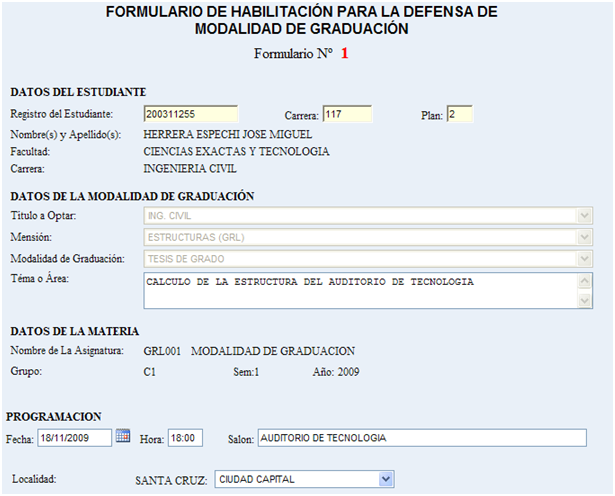 FORMULARIO DE HABILITACIÓN PARA LA DEFENSA DE
MODALIDAD DE GRADUACIÓN
Formulario Nº 1
DATOS DEL ESTUDIANTE
Registro del Estudiante: 200311255 Carrera: 117 Plan: 2
Nombre(s) y Apellido(s): HERRERA ESPECHI JOSE MIGUEL
Facultad: CIENCIAS EXACTAS Y TECNOLOGIA
Carrera: INGENIERIA CIVIL
DATOS DE LA MODALIDAD DE GRADUACIÓN
Título a Optar: ING. CIVIL
Mensión: ESTRUCTURAS (GRL)
Modalidad de Graduación: TESIS DE GRADO
Téma o Área: CALCULO DE LA ESTRUCTURA DEL AUDITORIO DE TECNOLOGIA
DATOS DE LA MATERIA
Nombre de La Asignatura: GRL001 MODALIDAD DE GRADUACION
Grupo: C1 Sem:1 Año: 2009
PROGRAMACION
Fecha: 18/11/2009 Hora: 18:00 Salon: AUDITORIO DE TECNOLOGIA
Localidad: SANTA CRUZ: CIUDAD CAPITAL